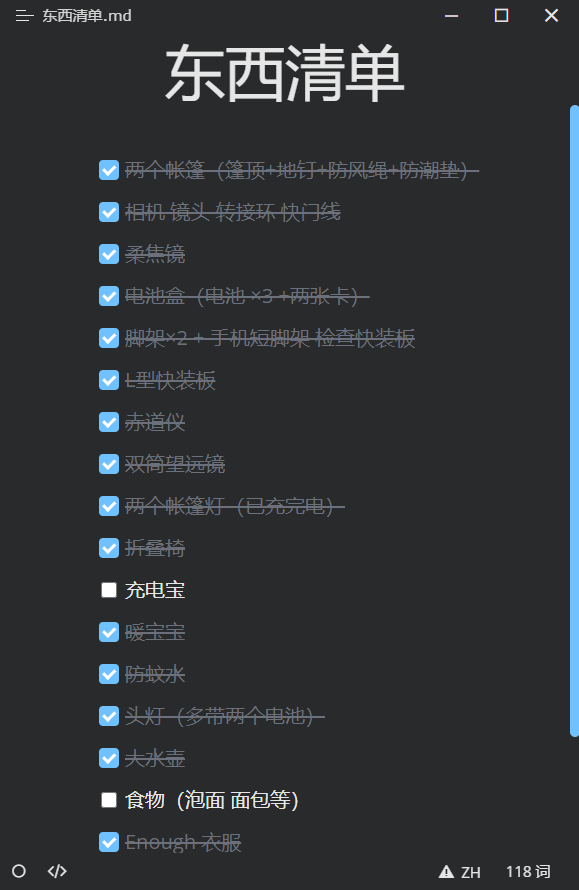 东西清单.md
东西清单
两个帐篷（篷顶+地钉+防风绳+防潮垫）
相机 镜头 转接环 快门线
柔焦镜
电池盒（电池 ×3 +两张卡）
脚架×2 + 手机短脚架 检查快装板
L型快装板
赤道仪
双筒望远镜
两个帐篷灯（已充完电）
折叠椅
充电宝
暖宝宝
防蚊水
头灯（多带两个电池）
大水壶
食物（泡面 面包等）
Enough 衣服
ZH 118 词